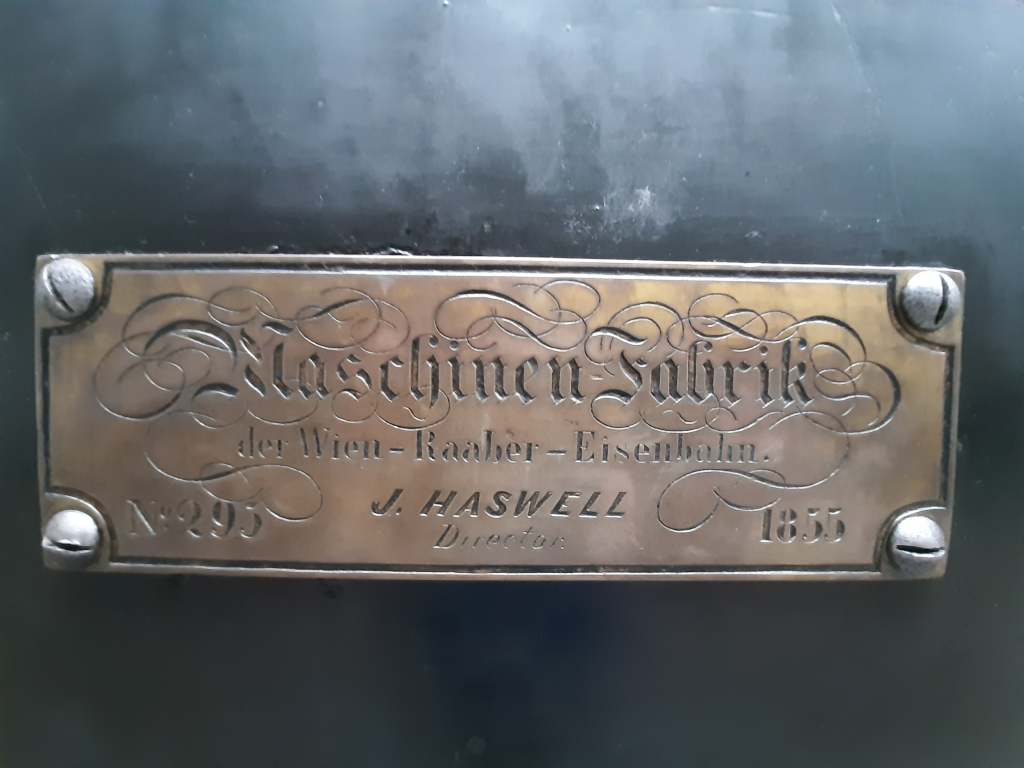 Maschinen-Fabrik
der Wien-Raaber-Eisenbahn.
J. HASWELL
Director
No 295
1855